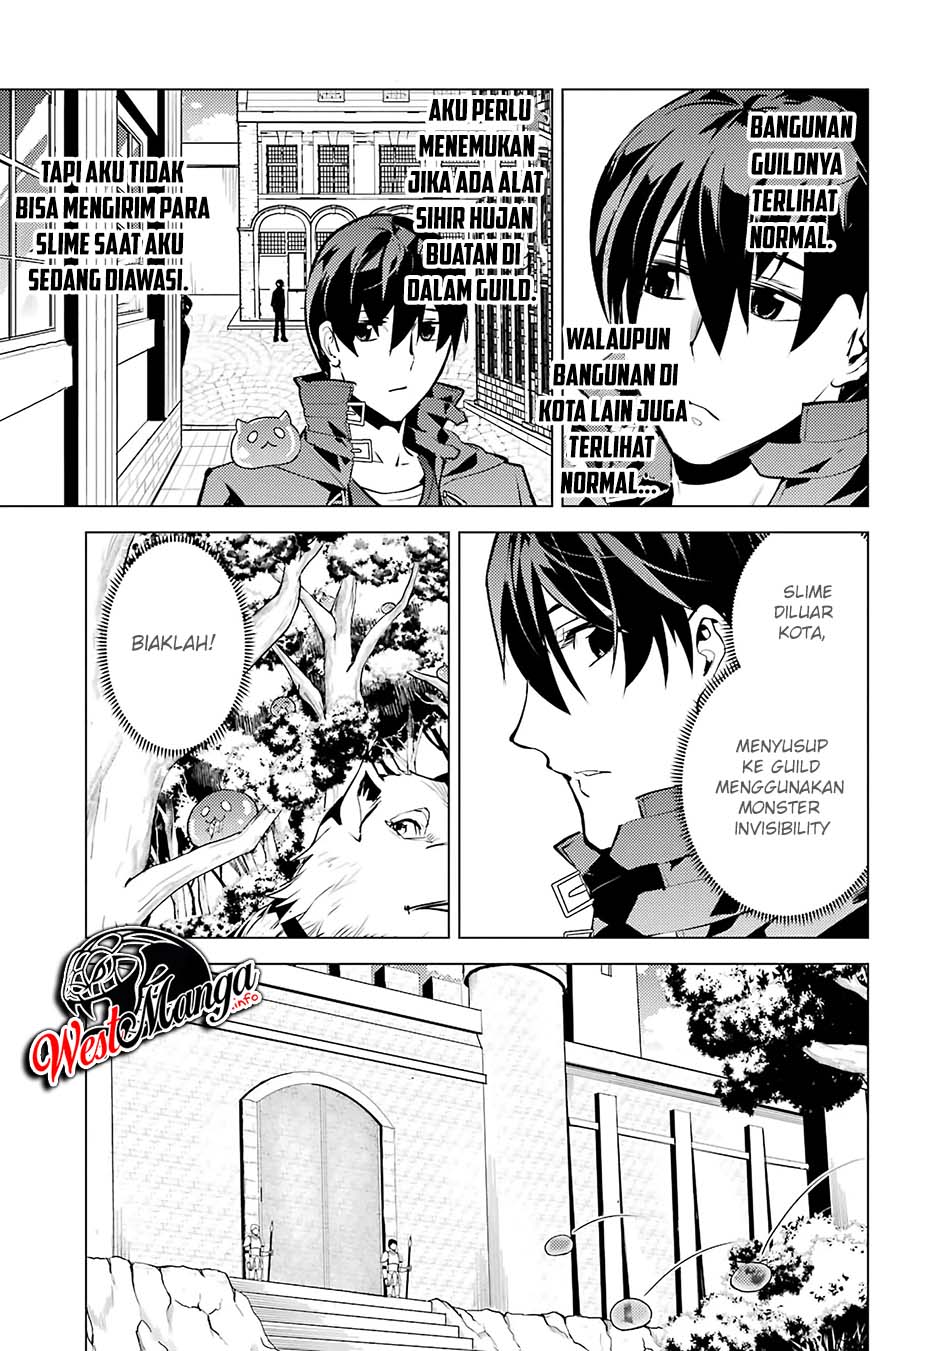 BANGUNAN
GUILDNYA
TERLIHAT
NORMAL.
WALAUPUN
BANGUNAN DI
KOTA LAIN JUGA
TERLIHAT
NORMAL...
AKU PERLU
MENEMUKAN
JIKA ADA ALAT
SIHIR HUJAN
BUATAN DI
DALAM GUILD.
TAPI AKU TIDAK
BISA MENGIRIM PARA
SLIME SAAT AKU
SEDANG DIAWASI.
SLIME
DILUAR
KOTA,
MENYUSUP
KE GUILD
MENGGUNAKAN
MONSTER
INVISIBILITY
BIAKLAH!
WestManga
.info